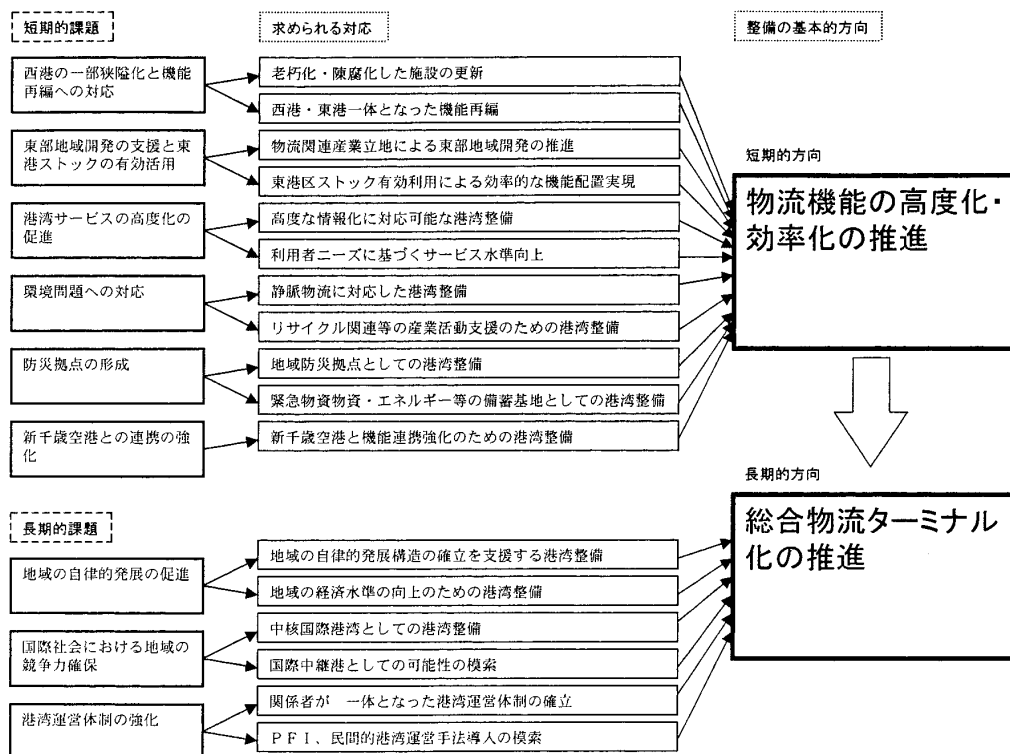 短期的課題
求められる対応
整備の基本的方向
西港の一部狭隘化と機能
再編への対応
老朽化・陳腐化した施設の更新
西港・東港一体となった機能再編
東部地域開発の支援と東
港ストックの有効活用
物流関連産業立地による東部地域開発の推進
東港区ストック有効利用による効率的な機能配置実現
港湾サービスの高度化の
促進
高度な情報化に対応可能な港湾整備
利用者ニーズに基づくサービス水準向上
環境問題への対応
静脈物流に対応した港湾整備
リサイクル関連等の産業活動支援のための港湾整備
防災拠点の形成
地域防災拠点としての港湾整備
緊急物資物資・エネルギー等の備蓄基地としての港湾整備
新千歳空港との連携の強
化
新千歳空港と機能連携強化のための港湾整備
短期的方向
物流機能の高度化・
効率化の推進
長期的課題
地域の自律的発展の促進
地域の自律的発展構造の確立を支援する港湾整備
地域の経済水準の向上のための港湾整備
国際社会における地域の
競争力確保
中核国際港湾としての港湾整備
国際中継港としての可能性の模索
港湾運営体制の強化
関係者が　一体となった港湾運営体制の確立
ＰＦＩ、民間的港湾運営手法導入の模索
長期的方向
総合物流ターミナル
化の推進